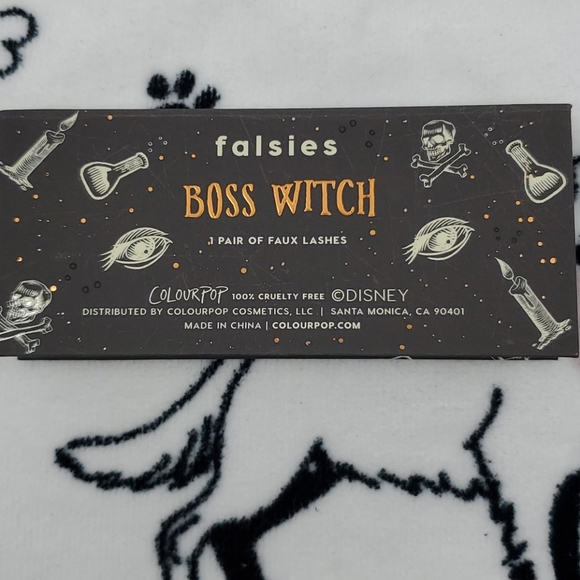 falsies
BOSS WITCH
1 PAIR OF FAUX LASHES
COLOURPOP 100% CRUELTY FREE ©DISNEY
DISTRIBUTED BY COLOURPOP COSMETICS, LLC | SANTA MONICA, CA 90401
MADE IN CHINA | COLOURPOP.COM